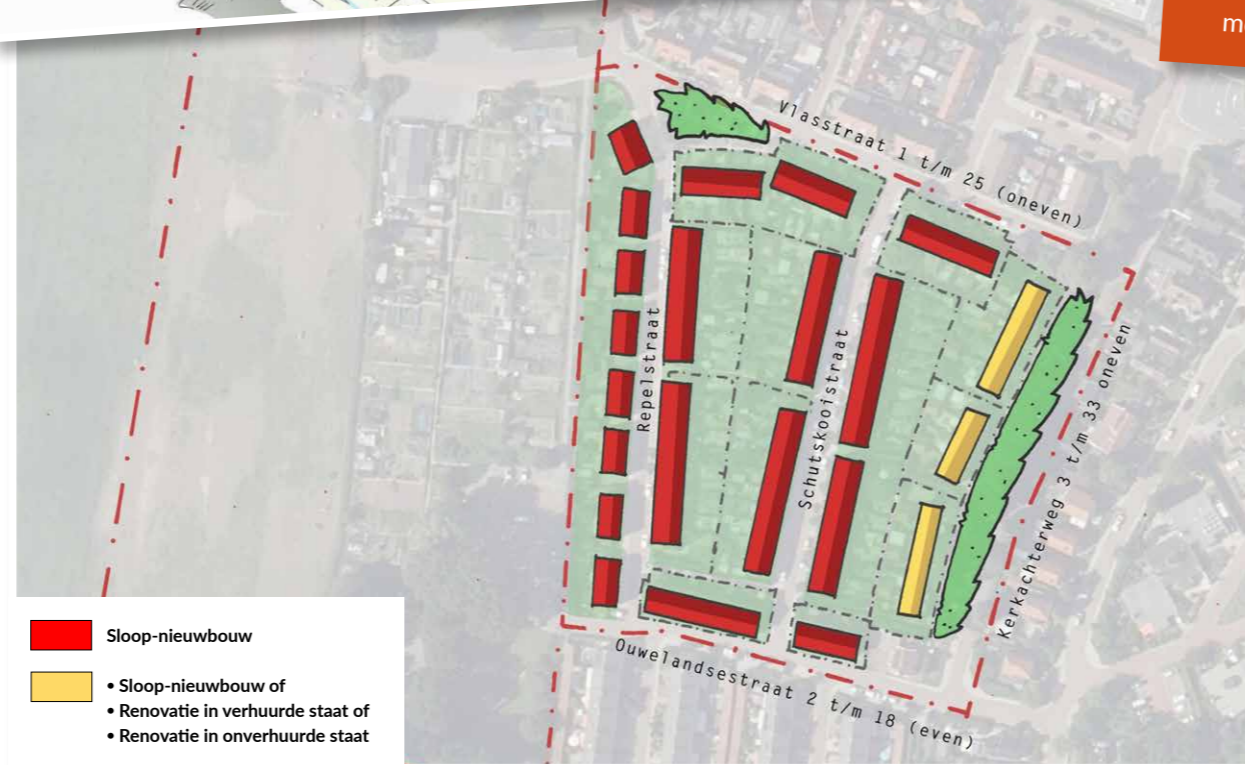 Vlasstraat 1 t/m 25 (oneven)
Repelstraat
Schutskooistraat
Kerkachterweg 3 t/m 33 oneven
Ouwelandsestraat 2 t/m 18 (even)
Sloop-nieuwbouw
• Sloop-nieuwbouw of
• Renovatie in verhuurde staat of
• Renovatie in onverhuurde staat